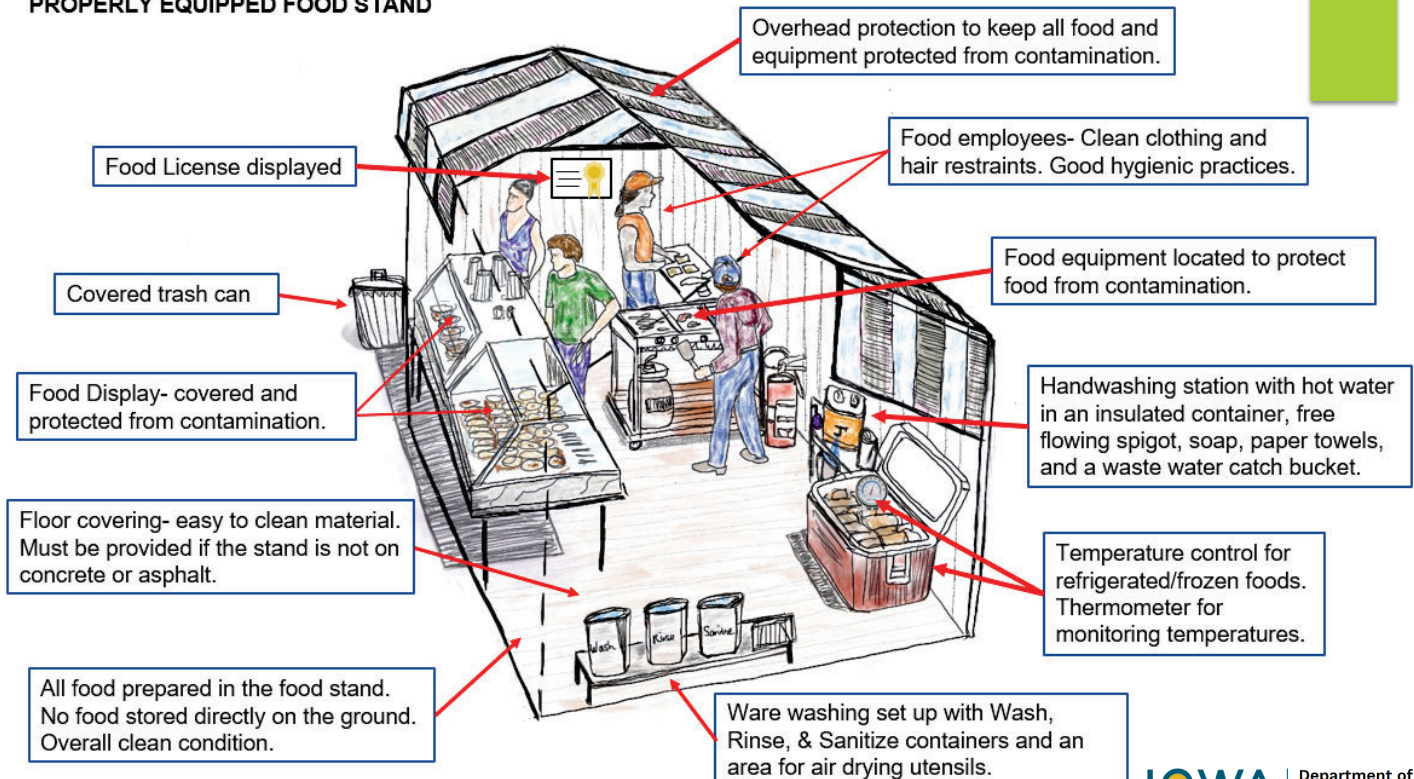 PROPERLY EQUIPPED FOOD STAND
Overhead protection to keep all food and
equipment protected from contamination.
Food employees- Clean clothing and
hair restraints. Good hygienic practices.
Food License displayed
Food equipment located to protect
food from contamination.
Covered trash can
Food Display- covered and
protected from contamination.
Handwashing station with hot water
in an insulated container, free
flowing spigot, soap, paper towels,
and a waste water catch bucket.
Floor covering- easy to clean material.
Must be provided if the stand is not on
concrete or asphalt.
Temperature control for
refrigerated/frozen foods.
Thermometer for
monitoring temperatures.
Wash
Rinse
Sanitize
All food prepared in the food stand.
No food stored directly on the ground.
Overall clean condition.
Ware washing set up with Wash,
Rinse, & Sanitize containers and an
area for air drying utensils.
IOWA
Department of